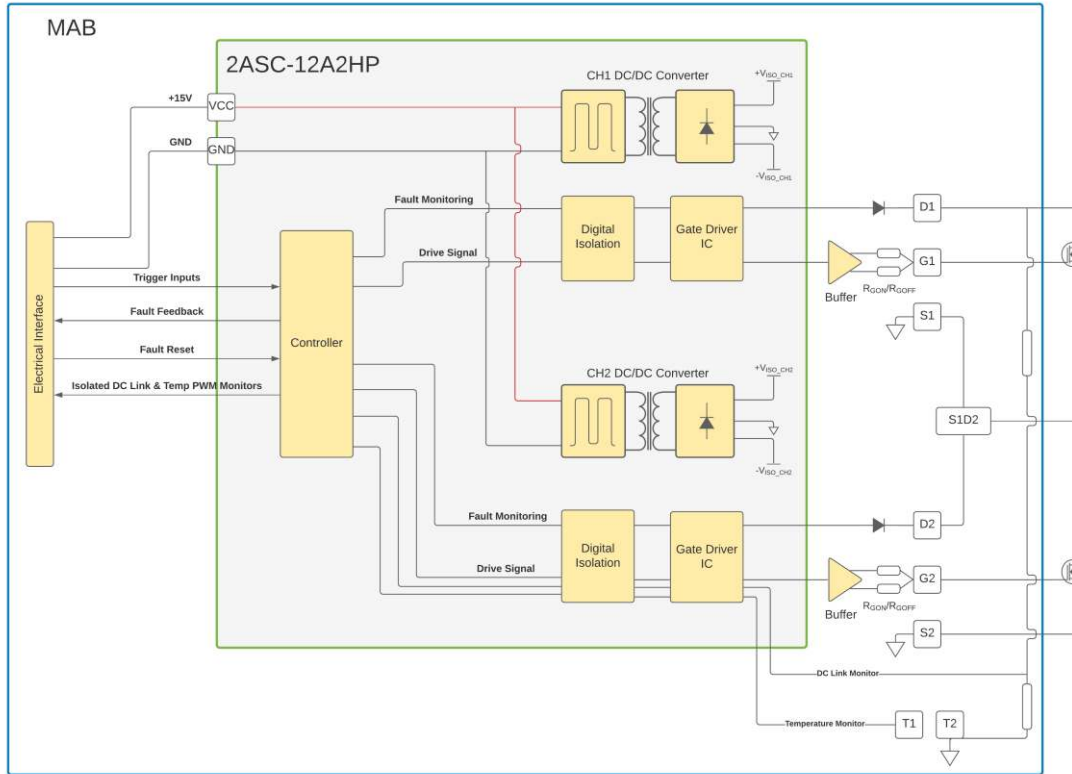 MAB
2ASC-12A2HP
CH1 DC/DC Converter
+VISO_CH1
+15V
VCC
GND
GND
-VISO_CH1
Fault Monitoring
D1
Digital
Isolation
Gate Driver
IC
Drive Signal
G1
Electrical Interface
Trigger Inputs
Buffer
RGON/RGOFF
Fault Feedback
S1
Controller
Fault Reset
CH2 DC/DC Converter
+VISO_CH2
Isolated DC Link & Temp PWM Monitors
S1D2
-VISO_CH2
Fault Monitoring
D2
Digital
Isolation
Gate Driver
IC
Drive Signal
G2
Buffer
RGON/RGOFF
S2
DC Link Monitor
Temperature Monitor
T1
T2